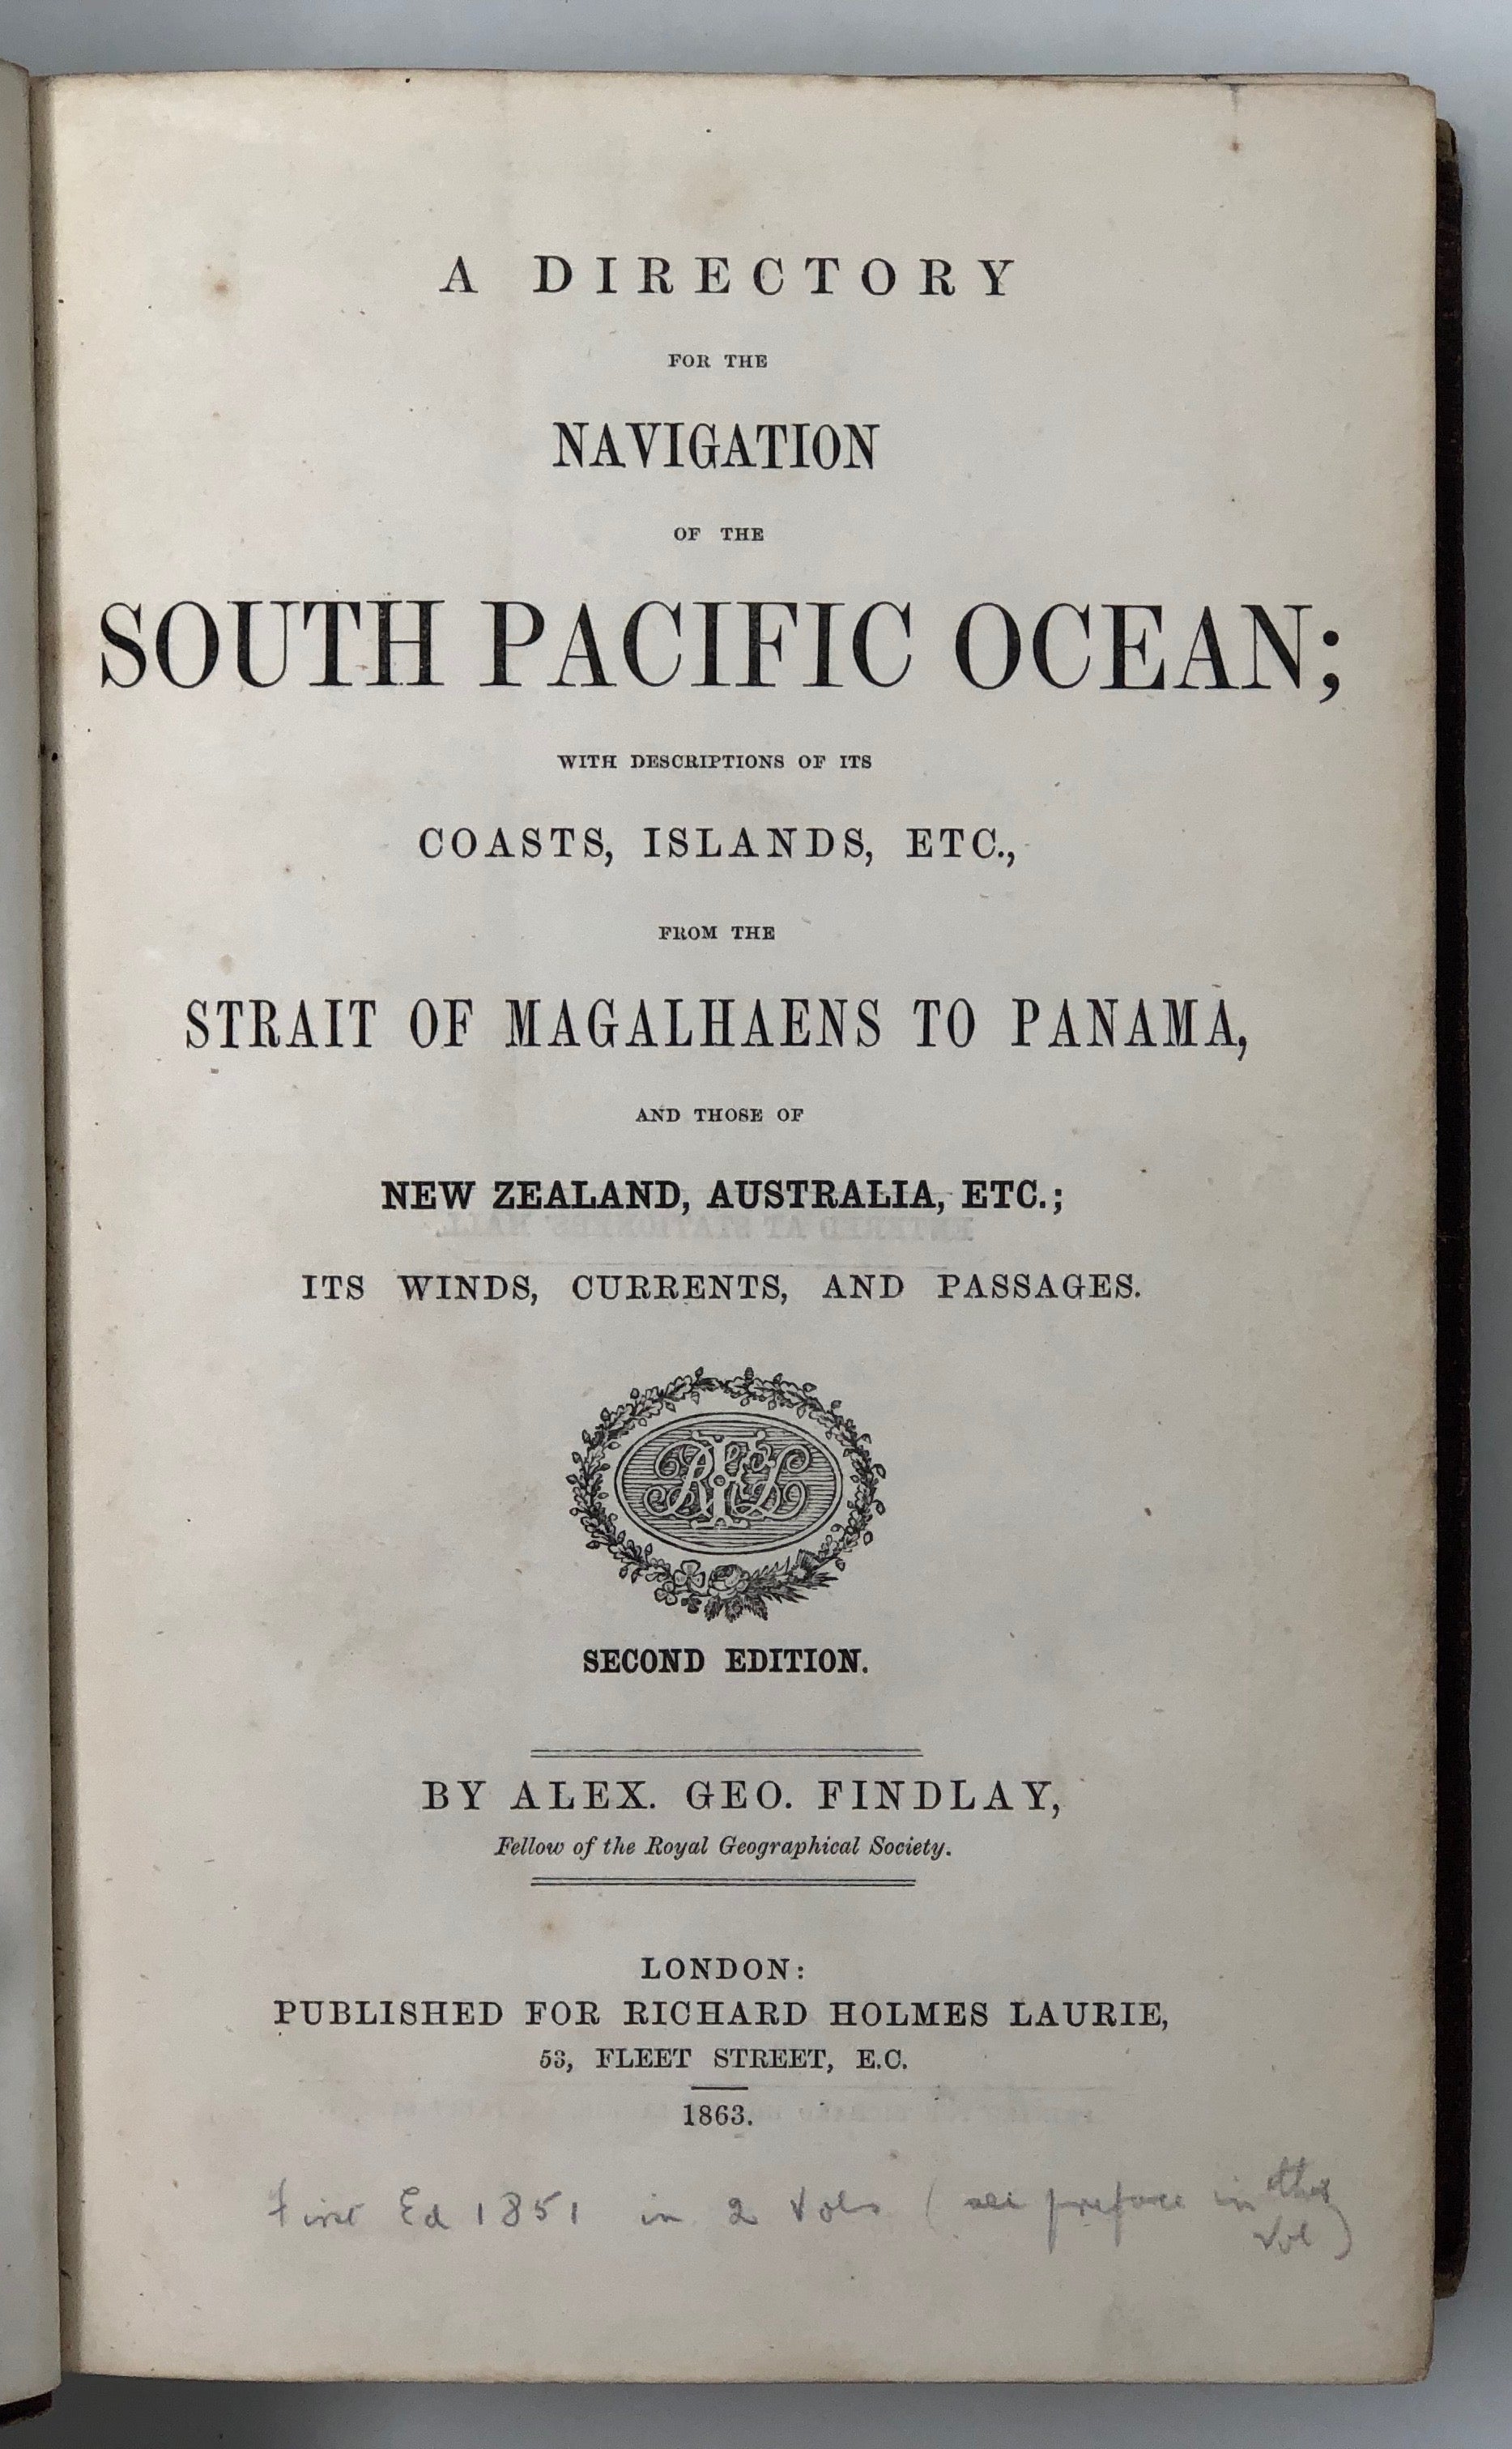 A DIRECTORY
FOR THE
NAVIGATION
OF THE
SOUTH PACIFIC OCEAN;
WITH DESCRIPTIONS OF ITS
COASTS, ISLANDS, ETC.,
FROM THE
STRAIT OF MAGALHAENS TO PANAMA,
AND THOSE OF
NEW ZEALAND, AUSTRALIA, ETC.;
ITS WINDS, CURRENTS, AND PASSAGES.
SECOND EDITION.
BY ALEX. GEO. FINDLAY,
Fellow of the Royal Geographical Society.
LONDON:
PUBLISHED FOR RICHARD HOLMES LAURIE,
53, FLEET STREET, E.C.
1863.
First Ed 1851 in 2 Vols (see preface in this
Vol)